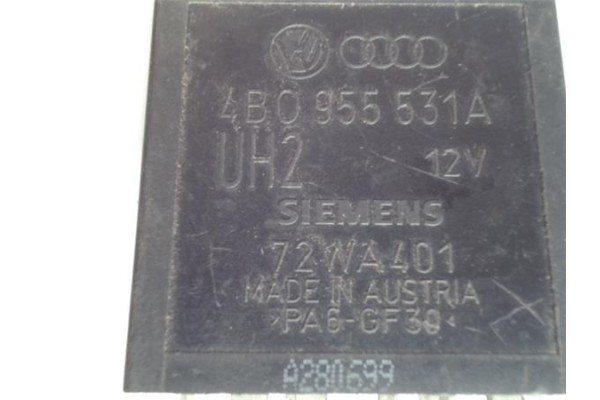 4B0 955 531A
UH2 12V
SIEMENS
72WA401
MADE IN AUSTRIA
>PA6-GF30<
A280699